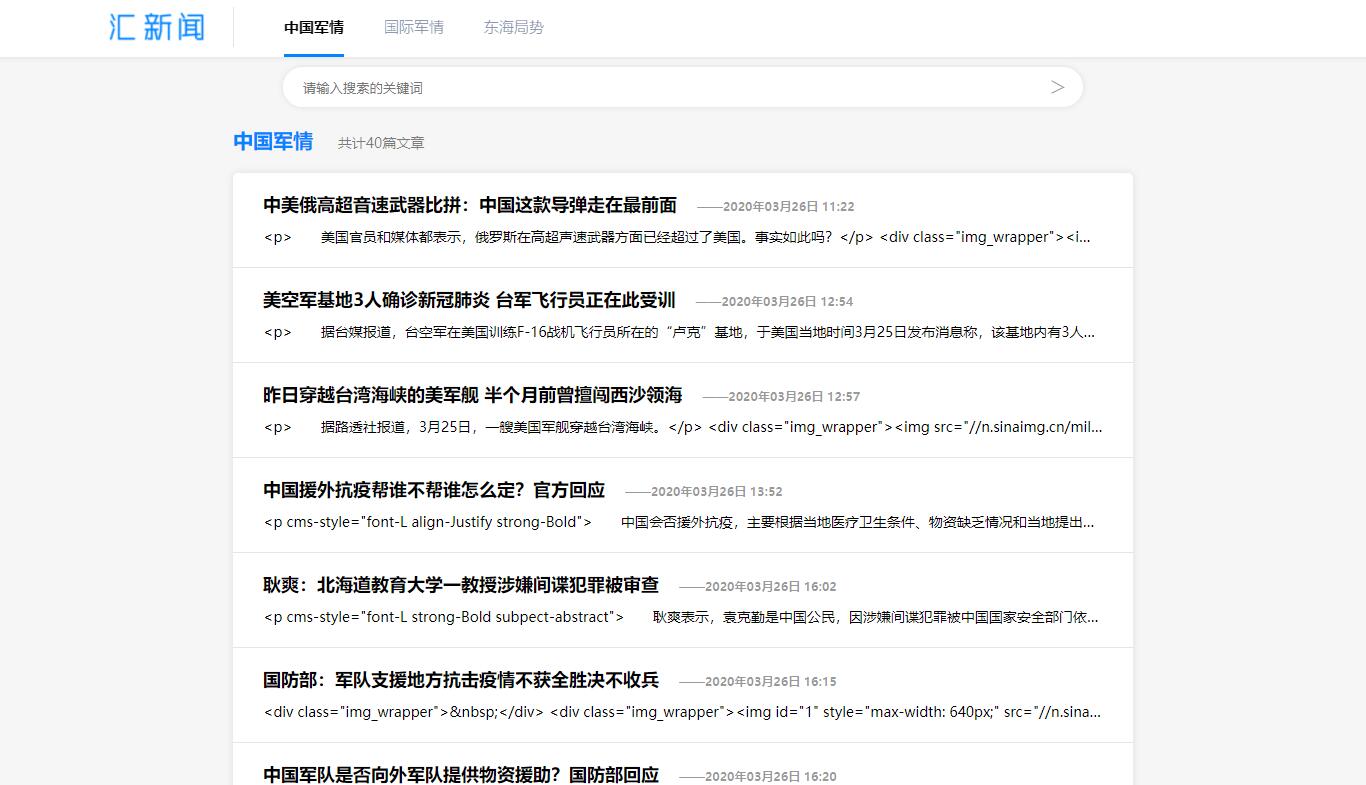 汇新闻 中国军情 国际军情 东海局势
请输入搜索的关键词 >
中国军情 共计40篇文章
中美俄高超音速武器比拼：中国这款导弹走在最前面 ——2020年03月26日 11:22
<p>　　美国官员和媒体都表示，俄罗斯在高超声速武器方面已经超过了美国。事实如此吗？</p> <div class="img_wrapper"><i...
美空军基地3人确诊新冠肺炎 台军飞行员正在此受训 ——2020年03月26日 12:54
<p>　　据台媒报道，台空军在美国训练F-16战机飞行员所在的“卢克”基地，于美国当地时间3月25日发布消息称，该基地内有3人...
昨日穿越台湾海峡的美军舰 半个月前曾擅闯西沙领海 ——2020年03月26日 12:57
<p>　　据路透社报道，3月25日，一艘美国军舰穿越台湾海峡。</p> <div class="img_wrapper"><img src="//n.sinaimg.cn/mil...
中国援外抗疫帮谁不帮谁怎么定？官方回应 ——2020年03月26日 13:52
<p cms-style="font-L align-Justify strong-Bold">　　中国会否援外抗疫，主要根据当地医疗卫生条件、物资缺乏情况和当地提出...
耿爽：北海道教育大学一教授涉嫌间谍犯罪被审查 ——2020年03月26日 16:02
<p cms-style="font-L strong-Bold subpect-abstract">　　耿爽表示，袁克勤是中国公民，因涉嫌间谍犯罪被中国国家安全部门依...
国防部：军队支援地方抗击疫情不获全胜决不收兵 ——2020年03月26日 16:15
<div class="img_wrapper">&nbsp;</div> <div class="img_wrapper"><img id="1" style="max-width: 640px;" src="//n.sina...
中国军队是否向外军队提供物资援助？国防部回应 ——2020年03月26日 16:20